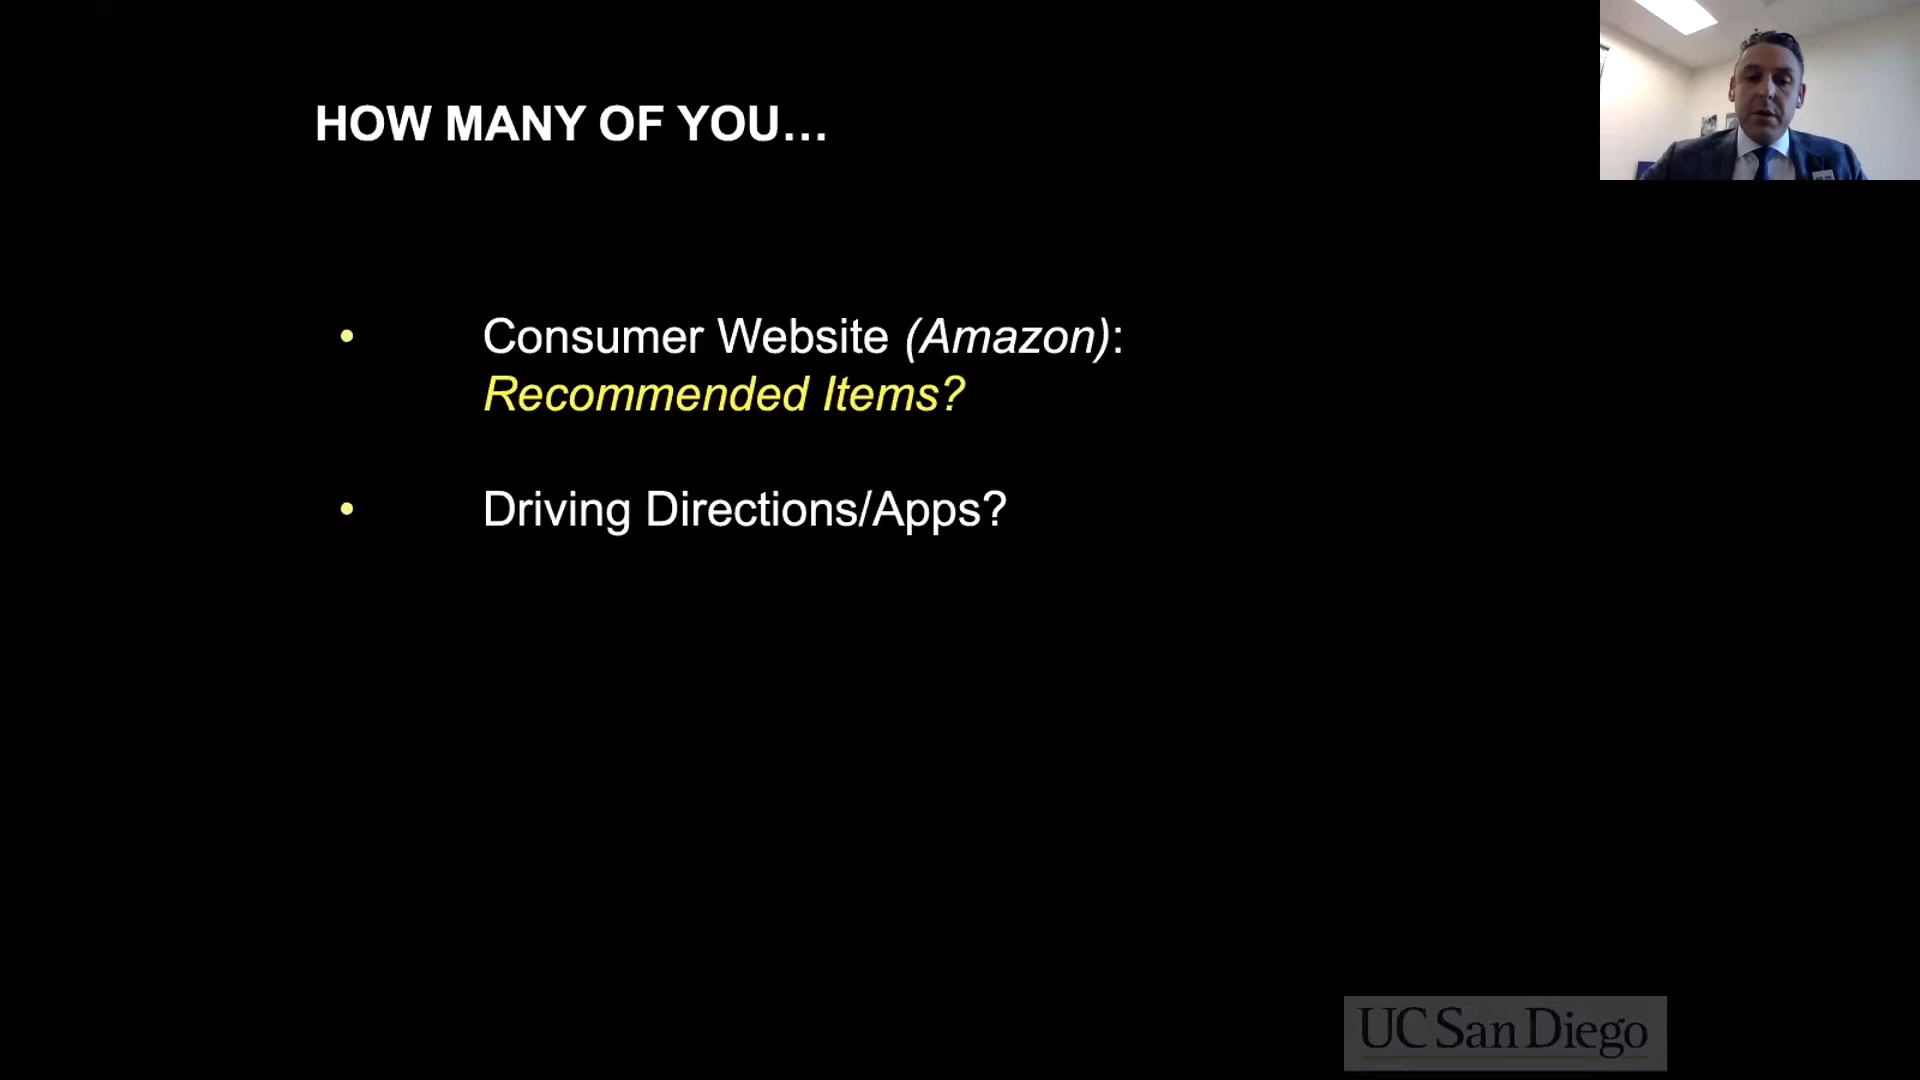 HOW MANY OF YOU…
• Consumer Website (Amazon):
Recommended Items?
• Driving Directions/Apps?
UC San Diego